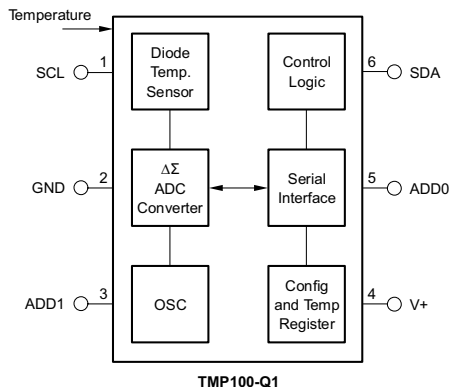 Temperature
SCL
1
GND
2
ADD1
3
Diode
Temp.
Sensor
ΔΣ
ADC
Converter
OSC
Control
Logic
Serial
Interface
Config
and Temp
Register
6
SDA
5
ADD0
4
V+
TMP100-Q1